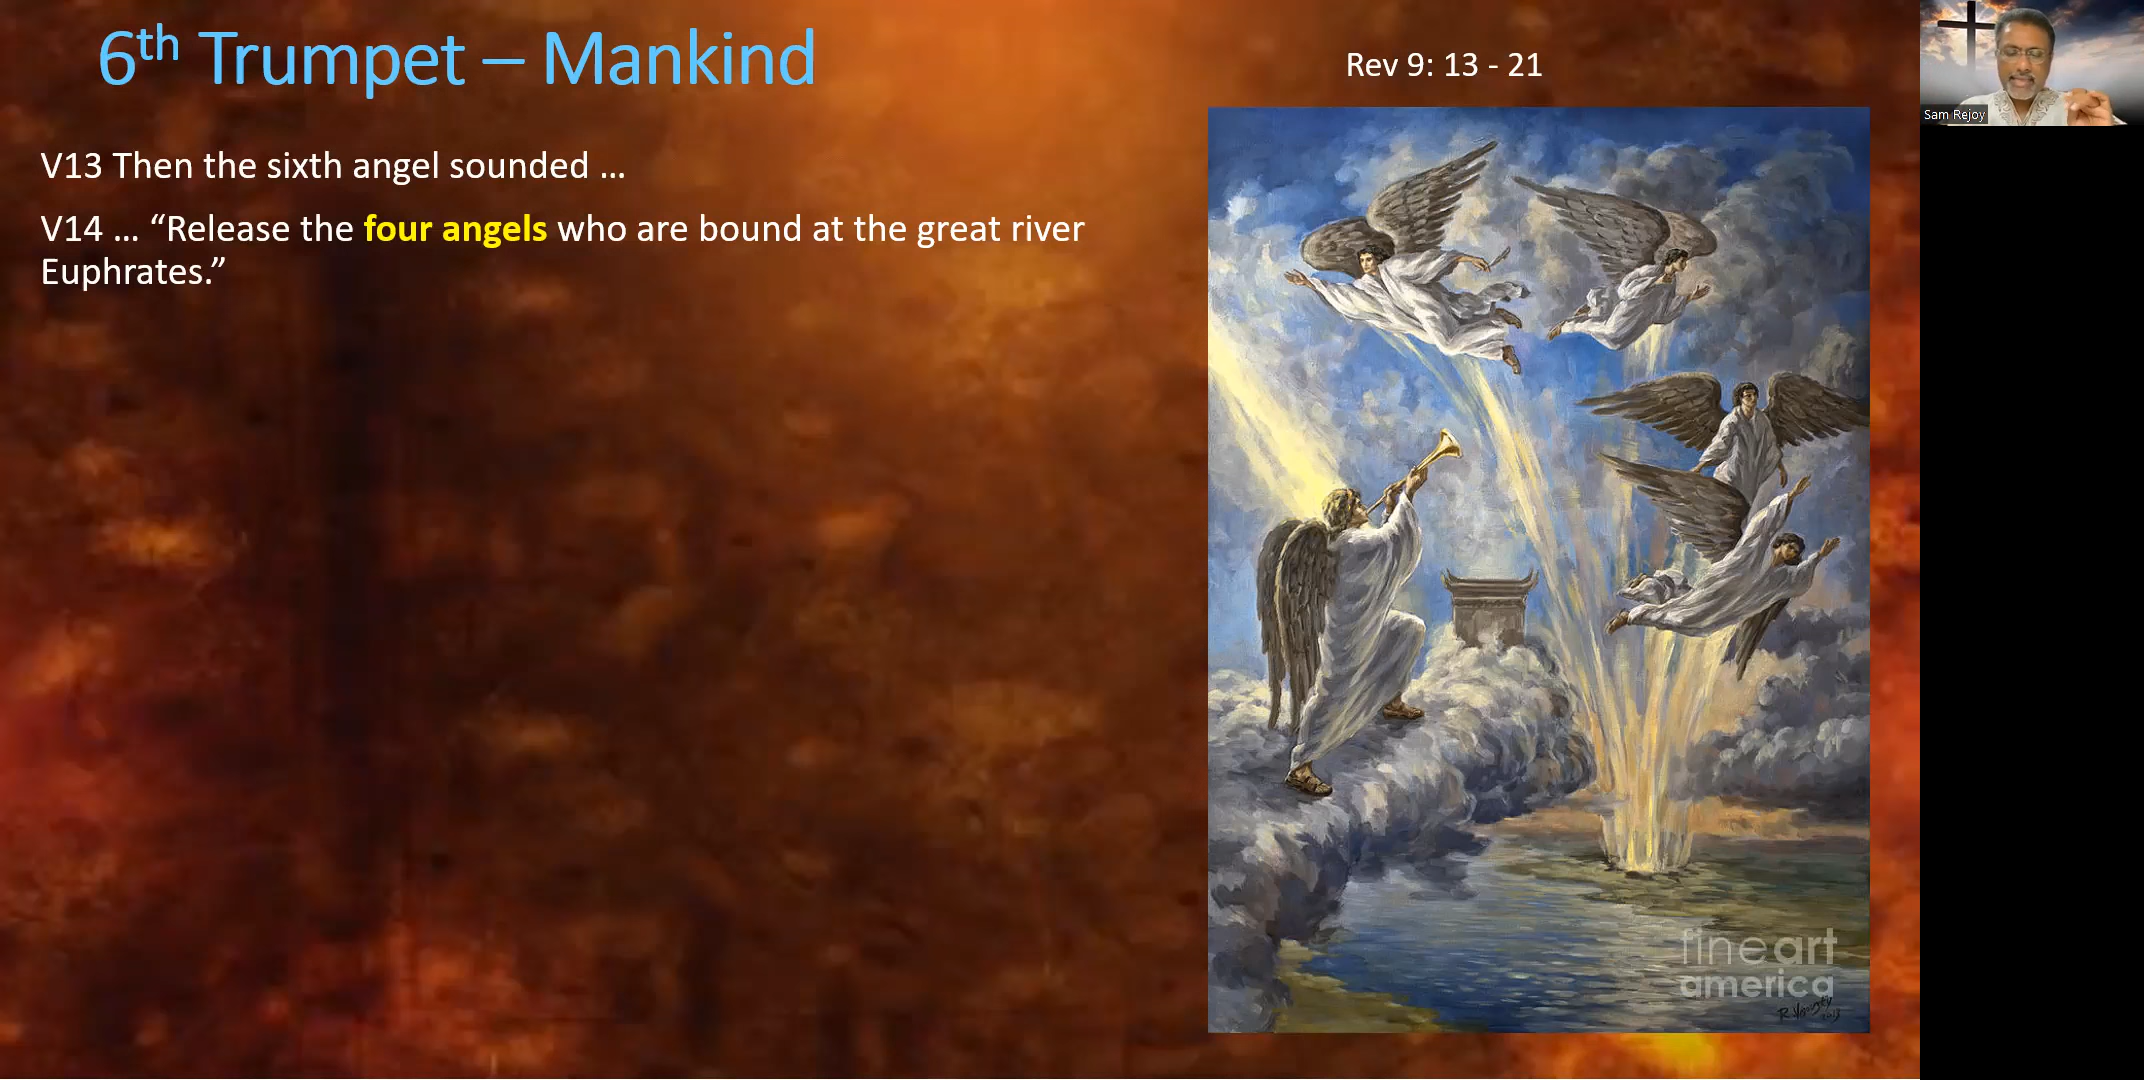 6th Trumpet – Mankind
Rev 9: 13 - 21
Sam Rejoy
V13 Then the sixth angel sounded …
V14 … “Release the four angels who are bound at the great river
Euphrates.”
fineart
america
2013